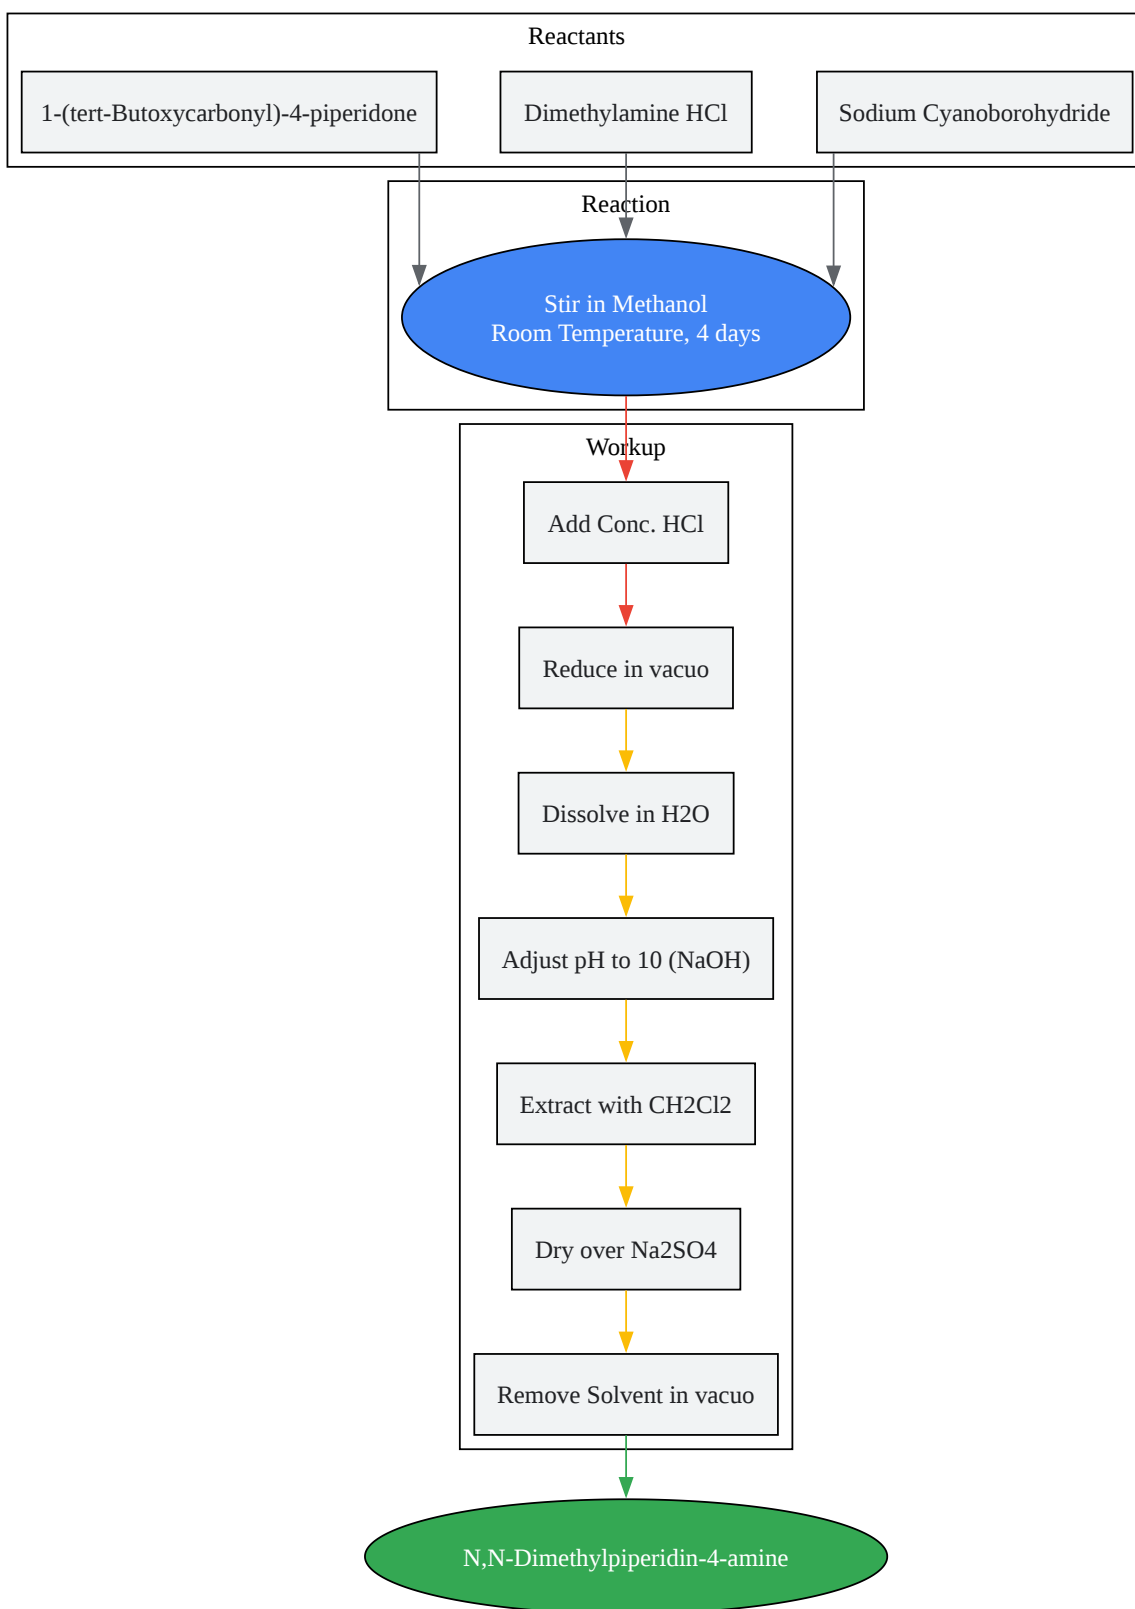 Reactants
1-(tert-Butoxycarbonyl)-4-piperidone
Dimethylamine HCl
Sodium Cyanoborohydride
Reaction
Stir in Methanol
Room Temperature, 4 days
Workup
Add Conc. HCl
Reduce in vacuo
Dissolve in H2O
Adjust pH to 10 (NaOH)
Extract with CH2Cl2
Dry over Na2SO4
Remove Solvent in vacuo
N,N-Dimethylpiperidin-4-amine